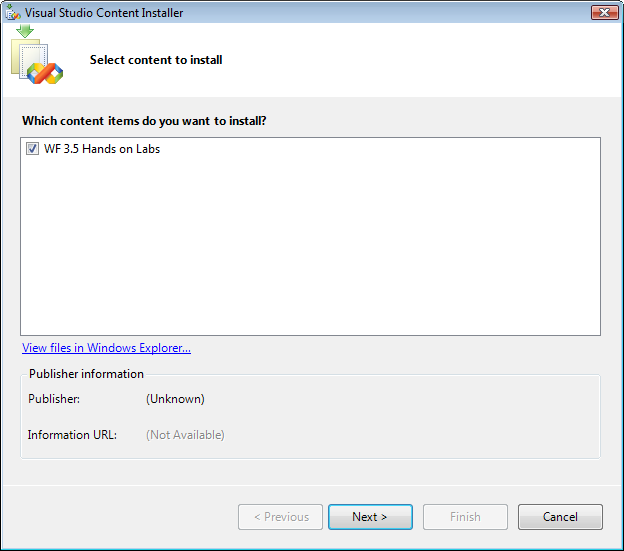 Visual Studio Content Installer
Select content to install
Which content items do you want to install?
WF 3.5 Hands on Labs
View files in Windows Explorer...
Publisher information
Publisher: (Unknown)
Information URL: (Not Available)
< Previous Next > Finish Cancel